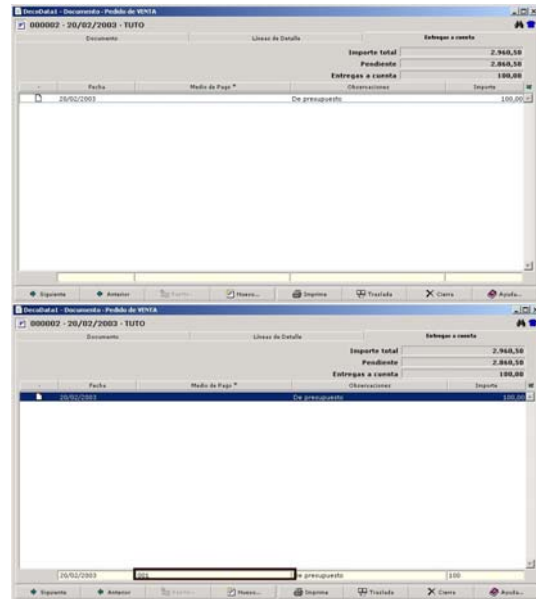 DecoData1 - Documento - Pedido de VENTA
000002 - 20/02/2003 - TUTO
Documento Líneas de Detalle Entregas a cuenta
Importe total 2.960,50
Pendiente 2.860,50
Entregas a cuenta 100,00
Fecha Medio de Pago * Observaciones Importe
20/02/2003 De presupuesto 100,00
Siguiente Anterior Nuevo... Imprime Traslada Cierra Ayuda...
DecoData1 - Documento - Pedido de VENTA
000002 - 20/02/2003 - TUTO
Documento Líneas de Detalle Entregas a cuenta
Importe total 2.960,50
Pendiente 2.860,50
Entregas a cuenta 100,00
Fecha Medio de Pago * Observaciones Importe
20/02/2003 De presupuesto 100,00
20/02/2003 001 De presupuesto 100
Siguiente Anterior Nuevo... Imprime Traslada Cierra Ayuda...